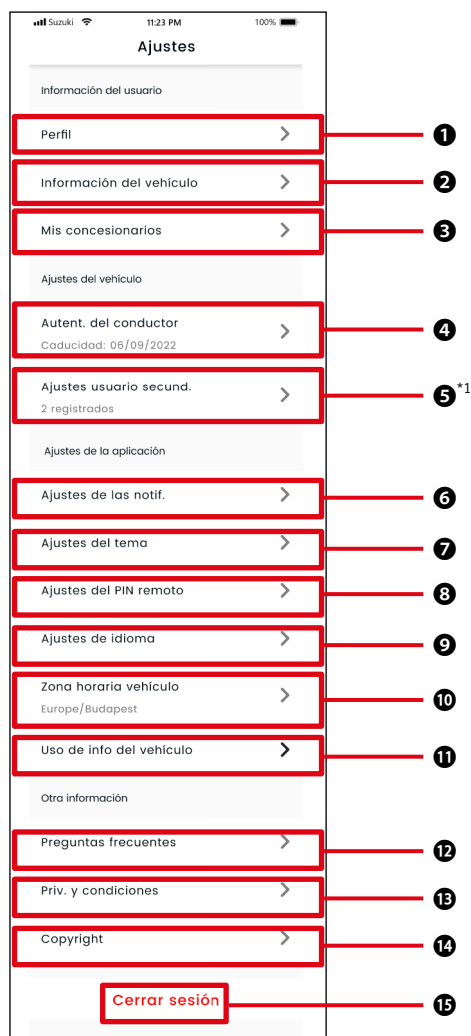 Suzuki 11:23 PM 100%
Ajustes
Información del usuario
Perfil
1
Información del vehículo
2
Mis concesionarios
3
Ajustes del vehículo
Autent. del conductor
Caducidad: 06/09/2022
4
Ajustes usuario secund.
2 registrados
5*1
Ajustes de la aplicación
Ajustes de las notif.
6
Ajustes del tema
7
Ajustes del PIN remoto
8
Ajustes de idioma
9
Zona horaria vehículo
Europe/Budapest
10
Uso de info del vehículo
11
Otra información
Preguntas frecuentes
12
Priv. y condiciones
13
Copyright
14
Cerrar sesión
15